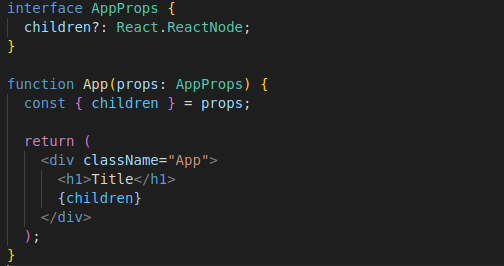 interface AppProps {
  children?: React.ReactNode;
}

function App(props: AppProps) {
  const { children } = props;

  return (
    <div className="App">
      <h1>Title</h1>
      {children}
    </div>
  );
}